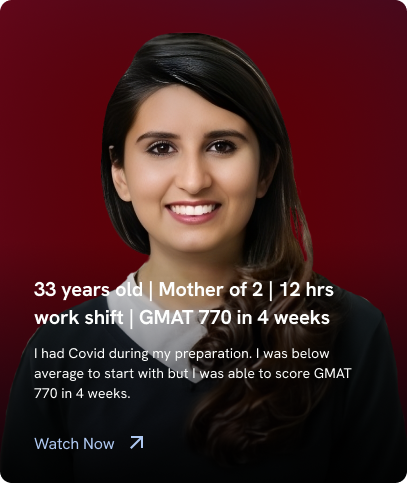 33 years old | Mother of 2 | 12 hrs
work shift | GMAT 770 in 4 weeks
I had Covid during my preparation. I was below
average to start with but I was able to score GMAT
770 in 4 weeks.
Watch Now